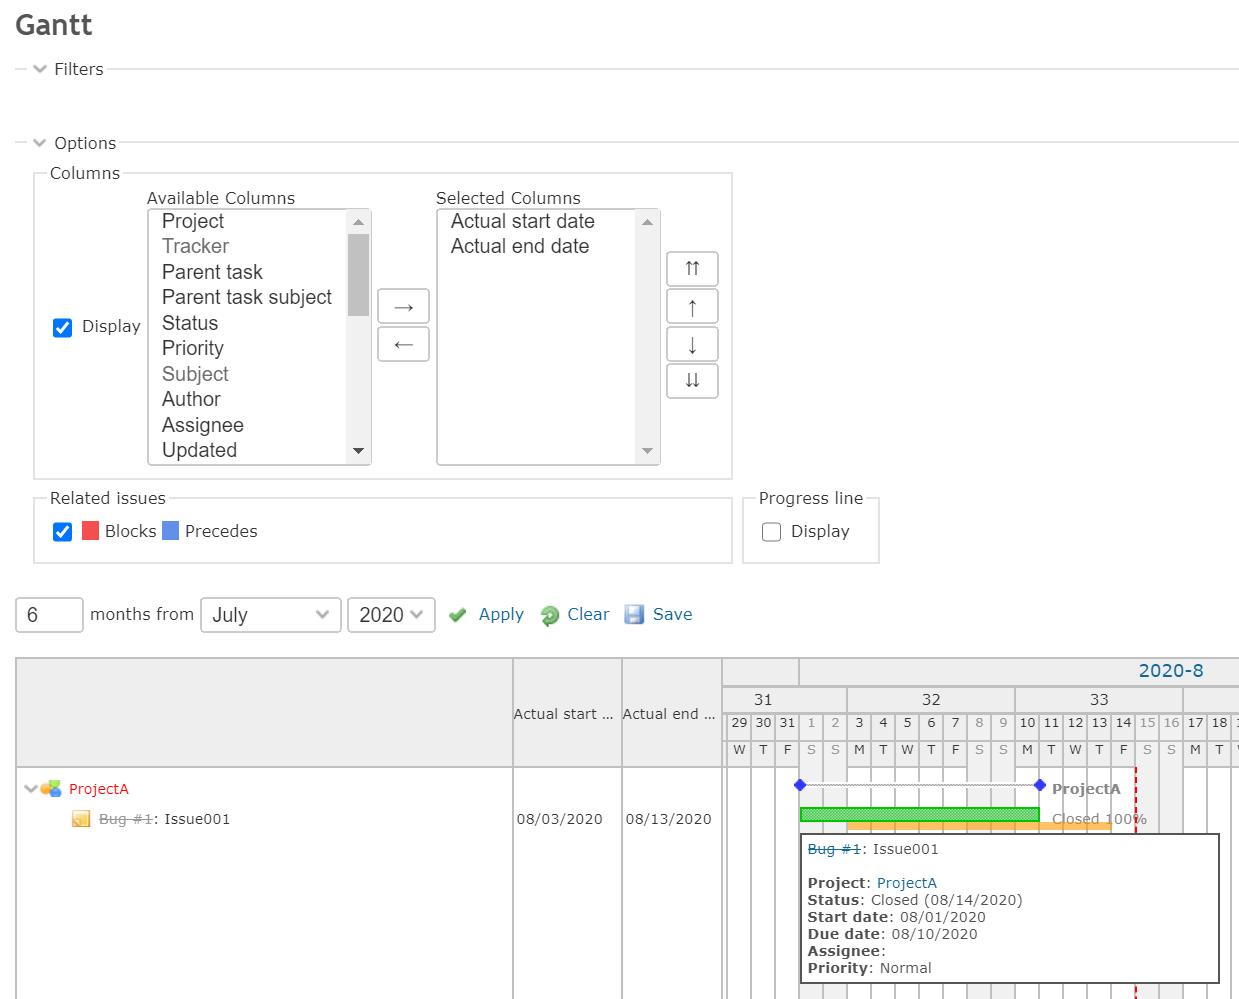 Gantt
Filters
Options
Columns
Available Columns
Selected Columns
Project
Tracker
Parent task
Parent task subject
Status
Priority
Subject
Author
Assignee
Updated
Display
→
←
Actual start date
Actual end date
⇈
↑
↓
⇊
Related issues
Blocks Precedes
Progress line
Display
6 months from July 2020 Apply Clear Save
2020-8
31 32 33
Actual start ... Actual end ...
29 30 31 1 2 3 4 5 6 7 8 9 10 11 12 13 14 15 16 17 18
W T F S S M T W T F S S M T W T F S S M T
ProjectA
ProjectA
Bug #1: Issue001 08/03/2020 08/13/2020 Closed 100%
Bug #1: Issue001
Project: ProjectA
Status: Closed (08/14/2020)
Start date: 08/01/2020
Due date: 08/10/2020
Assignee:
Priority: Normal